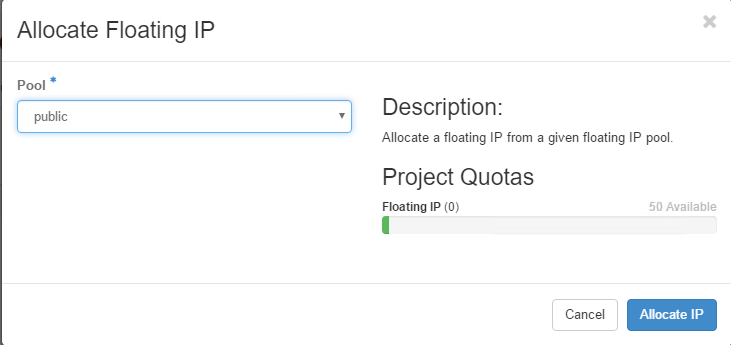 Allocate Floating IP
×
Pool *
public
Description:
Allocate a floating IP from a given floating IP pool.
Project Quotas
Floating IP (0) 50 Available
Cancel Allocate IP